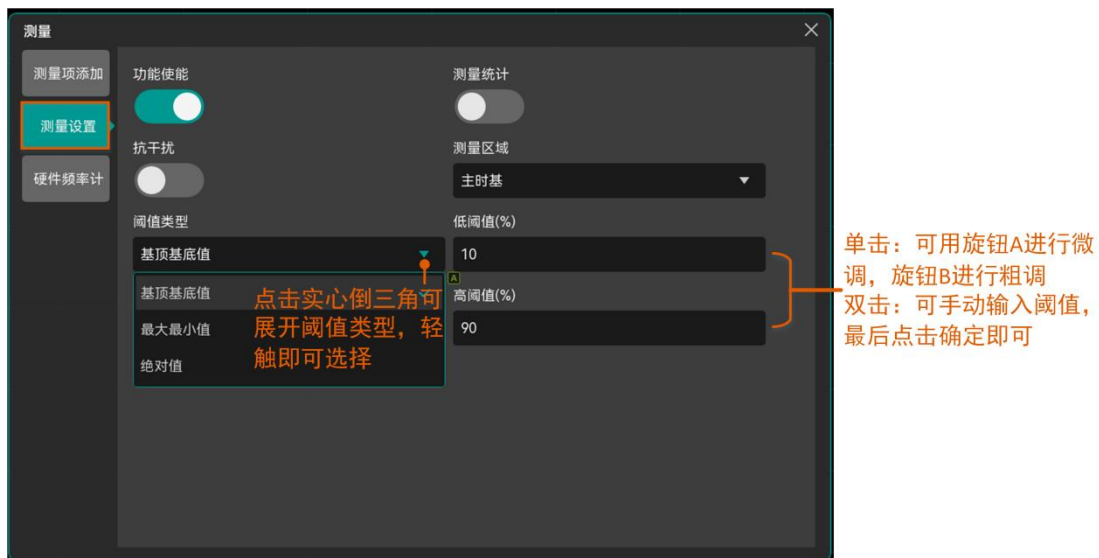 测量
测量项添加
测量设置
硬件频率计
功能使能
测量统计
抗干扰
测量区域
主时基
阈值类型
低阈值(%)
基顶基底值
10
A
基顶基底值
高阈值(%)
最大最小值
90
绝对值
点击实心倒三角可
展开阈值类型，轻
触即可选择
单击：可用旋钮A进行微
调，旋钮B进行粗调
双击：可手动输入阈值，
最后点击确定即可